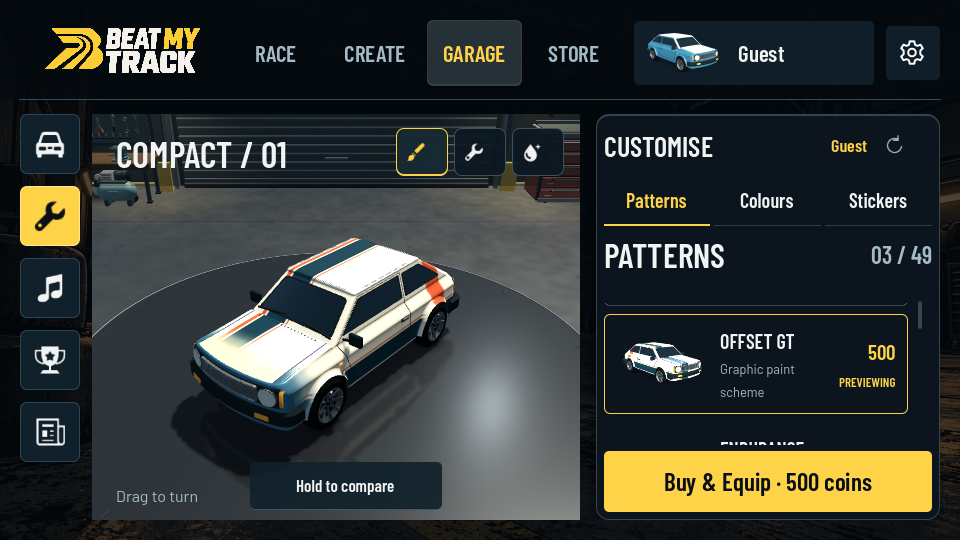 BEAT MY
TRACK
RACE
CREATE
GARAGE
STORE
Guest
COMPACT / 01
CUSTOMISE
Guest
Patterns
Colours
Stickers
PATTERNS
03 / 49
OFFSET GT
Graphic paint
scheme
500
PREVIEWING
Buy & Equip · 500 coins
Hold to compare
Drag to turn